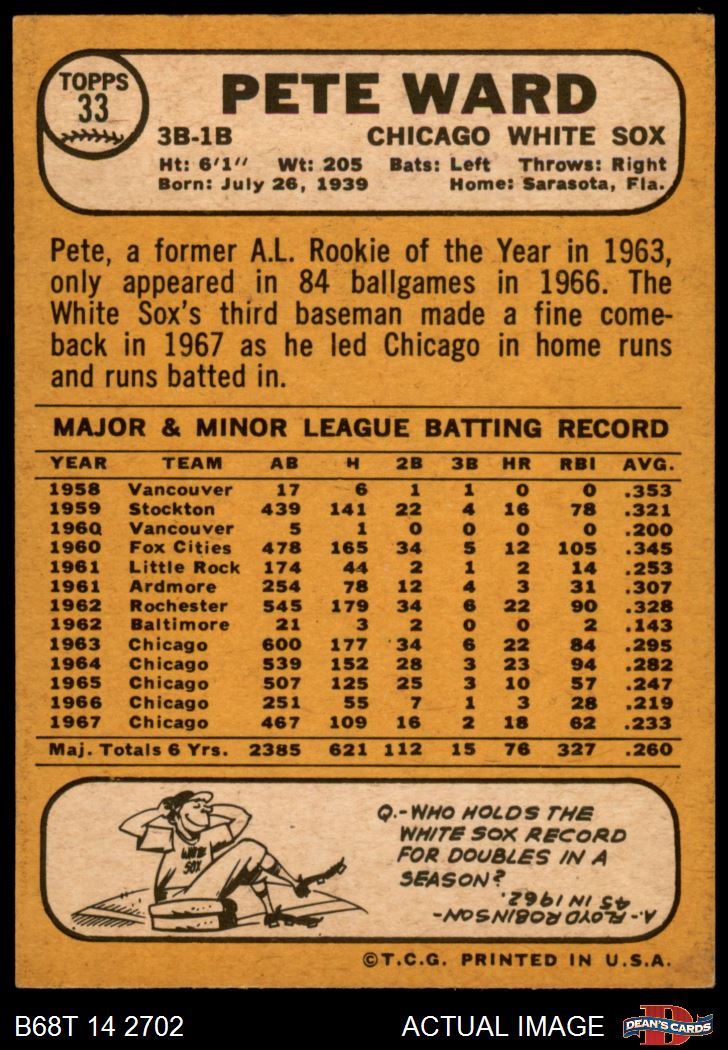 TOPPS
33
PETE WARD
3B-1B CHICAGO WHITE SOX
Ht: 6'1" Wt: 205 Bats: Left Throws: Right
Born: July 26, 1939 Home: Sarasota, Fla.
Pete, a former A.L. Rookie of the Year in 1963,
only appeared in 84 ballgames in 1966. The
White Sox's third baseman made a fine come-
back in 1967 as he led Chicago in home runs
and runs batted in.
MAJOR & MINOR LEAGUE BATTING RECORD
YEAR TEAM AB H 2B 3B HR RBI AVG.
1958 Vancouver 17 6 1 1 0 0 .353
1959 Stockton 439 141 22 4 16 78 .321
1960 Vancouver 5 1 0 0 0 0 .200
1960 Fox Cities 478 165 34 5 12 105 .345
1961 Little Rock 174 44 2 1 2 14 .253
1961 Ardmore 254 78 12 4 3 31 .307
1962 Rochester 545 179 34 6 22 90 .328
1962 Baltimore 21 3 2 0 0 2 .143
1963 Chicago 600 177 34 6 22 84 .295
1964 Chicago 539 152 28 3 23 94 .282
1965 Chicago 507 125 25 3 10 57 .247
1966 Chicago 251 55 7 1 3 28 .219
1967 Chicago 467 109 16 2 18 62 .233
Maj. Totals 6 Yrs. 2385 621 112 15 76 327 .260
WHITE
SOX
Q.-WHO HOLDS THE
WHITE SOX RECORD
FOR DOUBLES IN A
SEASON?
A.-FLOYD ROBINSON-
45 IN 1962.
©T.C.G. PRINTED IN U.S.A.
B68T 14 2702 ACTUAL IMAGE
D
DEAN'S CARDS